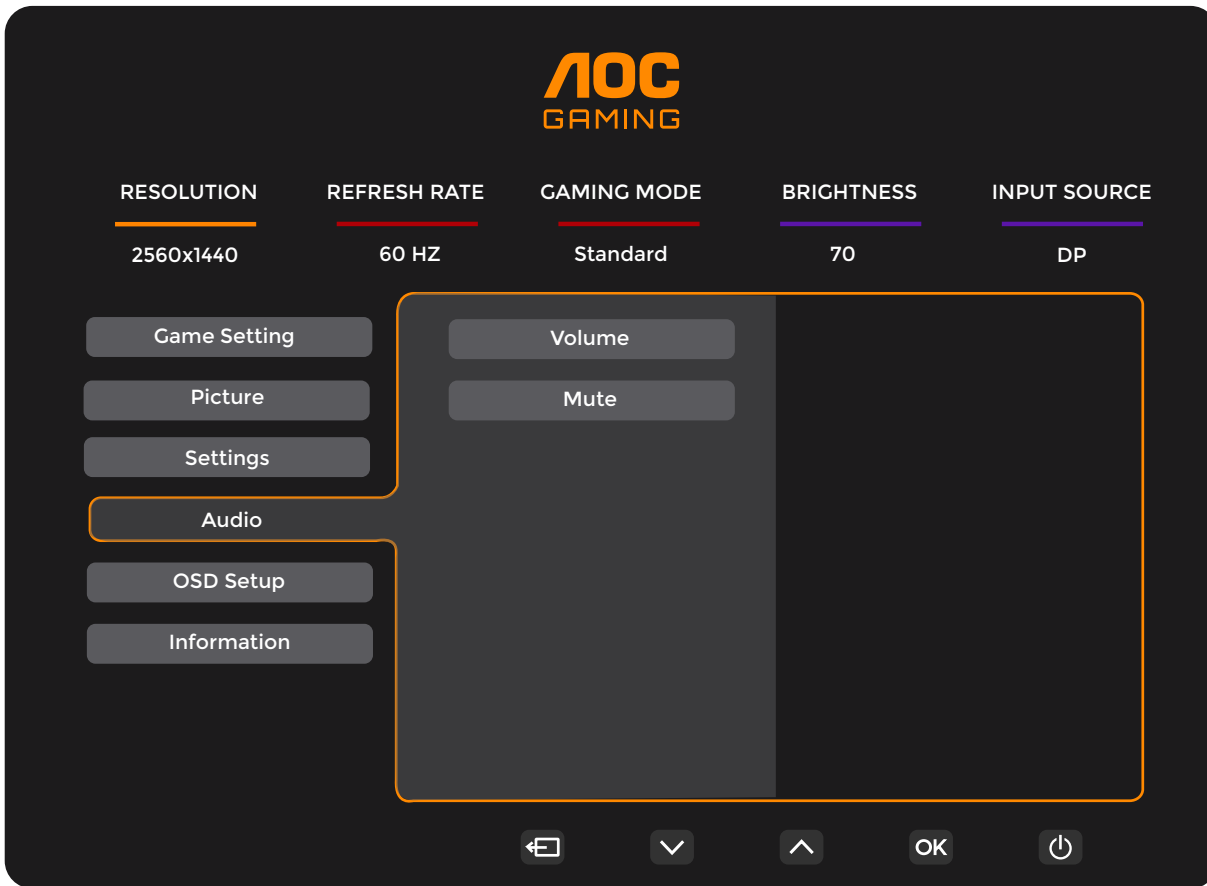 AOC
GAMING
RESOLUTION REFRESH RATE GAMING MODE BRIGHTNESS INPUT SOURCE
2560x1440 60 HZ Standard 70 DP
Game Setting Volume
Picture Mute
Settings
Audio
OSD Setup
Information
OK